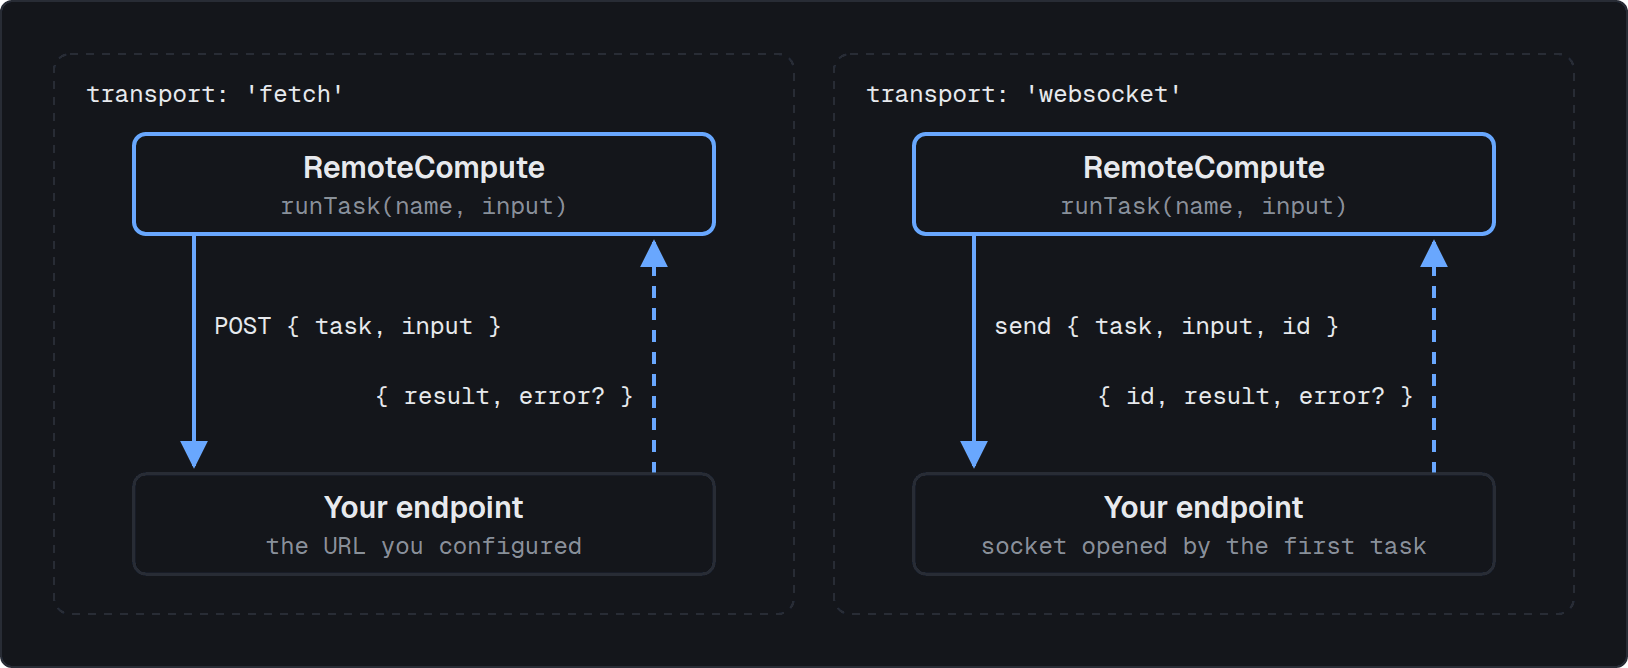 transport: 'fetch'
RemoteCompute
runTask(name, input)
POST { task, input }
{ result, error? }
Your endpoint
the URL you configured
transport: 'websocket'
RemoteCompute
runTask(name, input)
send { task, input, id }
{ id, result, error? }
Your endpoint
socket opened by the first task